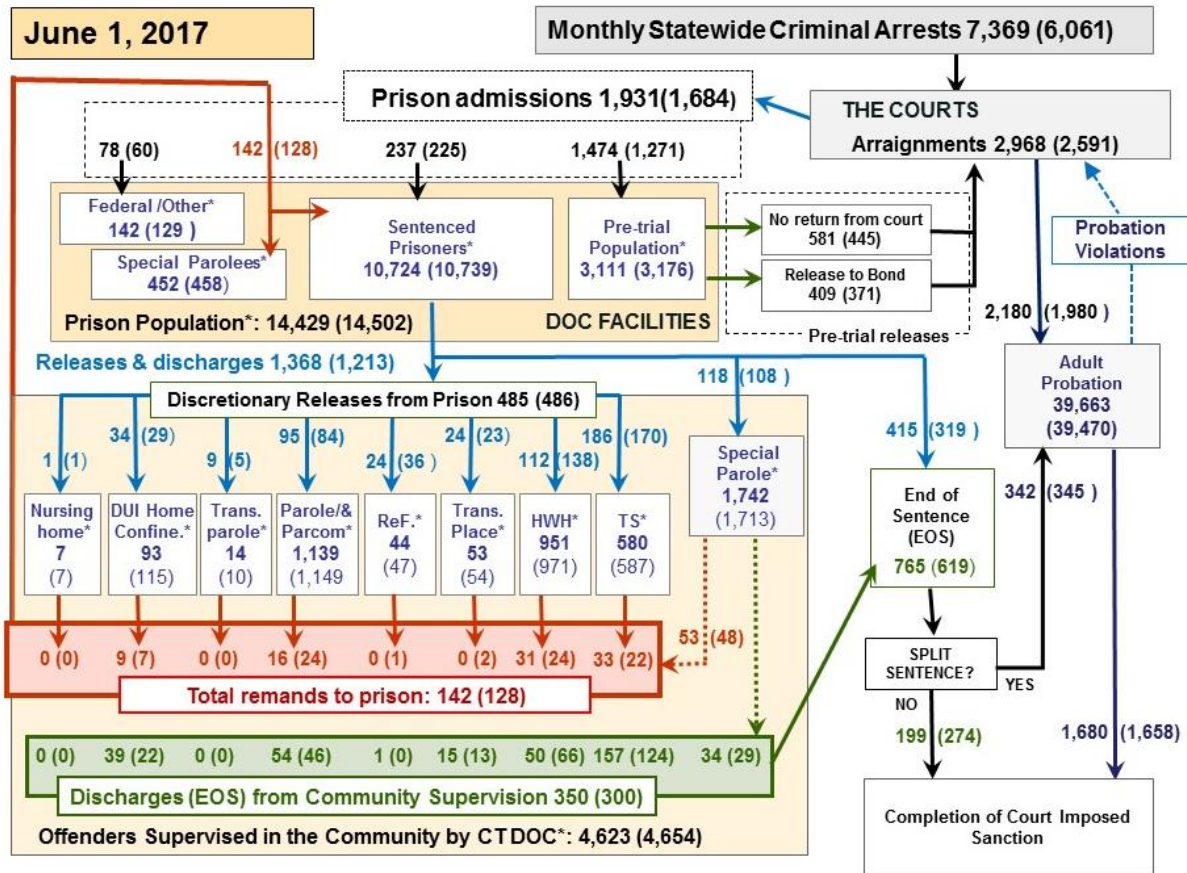 June 1, 2017
Monthly Statewide Criminal Arrests 7,369 (6,061)
Prison admissions 1,931(1,684)
THE COURTS
Arraignments 2,968 (2,591)
78 (60)
142 (128)
237 (225)
1,474 (1,271)
Federal /Other*
142 (129 )
Special Parolees*
452 (458)
Sentenced
Prisoners*
10,724 (10,739)
Pre-trial
Population*
3,111 (3,176)
No return from court
581 (445)
Release to Bond
409 (371)
Pre-trial releases
Probation
Violations
Prison Population*: 14,429 (14,502)
DOC FACILITIES
2,180 (1,980 )
Releases & discharges 1,368 (1,213)
118 (108 )
Discretionary Releases from Prison 485 (486)
415 (319 )
Adult
Probation
39,663
(39,470)
1 (1)
34 (29)
9 (5)
95 (84)
24 (36 )
24 (23)
112(138)
186 (170)
Special
Parole*
1,742
(1,713)
Nursing
home*
7
(7)
DUI Home
Confine.*
93
(115)
Trans.
parole*
14
(10)
Parole/&
Parcom*
1,139
(1,149
ReF.*
44
(47)
Trans.
Place*
53
(54)
HWH*
951
(971)
TS*
580
(587)
End of
Sentence
(EOS)
765 (619)
342 (345 )
0 (0)
9 (7)
0 (0)
16 (24)
0 (1)
0 (2)
31 (24)
33 (22)
53 (48)
Total remands to prison: 142 (128)
SPLIT
SENTENCE?
YES
NO
199 (274)
1,680 (1,658)
0 (0)
39 (22)
0 (0)
54 (46)
1 (0)
15 (13)
50 (66)
157 (124)
34 (29)
Discharges (EOS) from Community Supervision 350 (300)
Offenders Supervised in the Community by CT DOC*: 4,623 (4,654)
Completion of Court Imposed
Sanction